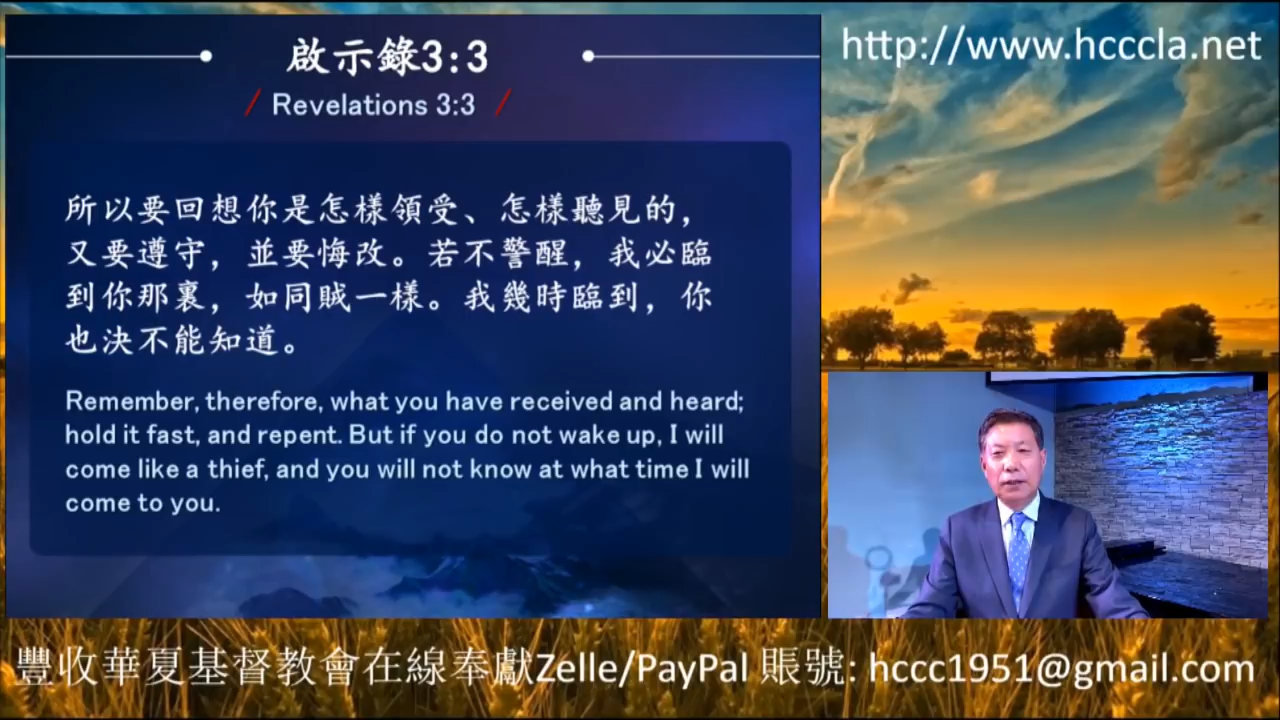 啟示錄3:3
Revelations 3:3
所以要回想你是怎樣領受、怎樣聽見的，
又要遵守，並要悔改。若不警醒，我必臨
到你那裏，如同賊一樣。我幾時臨到，你
也決不能知道。
Remember, therefore, what you have received and heard;
hold it fast, and repent. But if you do not wake up, I will
come like a thief, and you will not know at what time I will
come to you.
http://www.hcccla.net
豐收華夏基督教會在線奉獻Zelle/PayPal 賬號: hccc1951@gmail.com